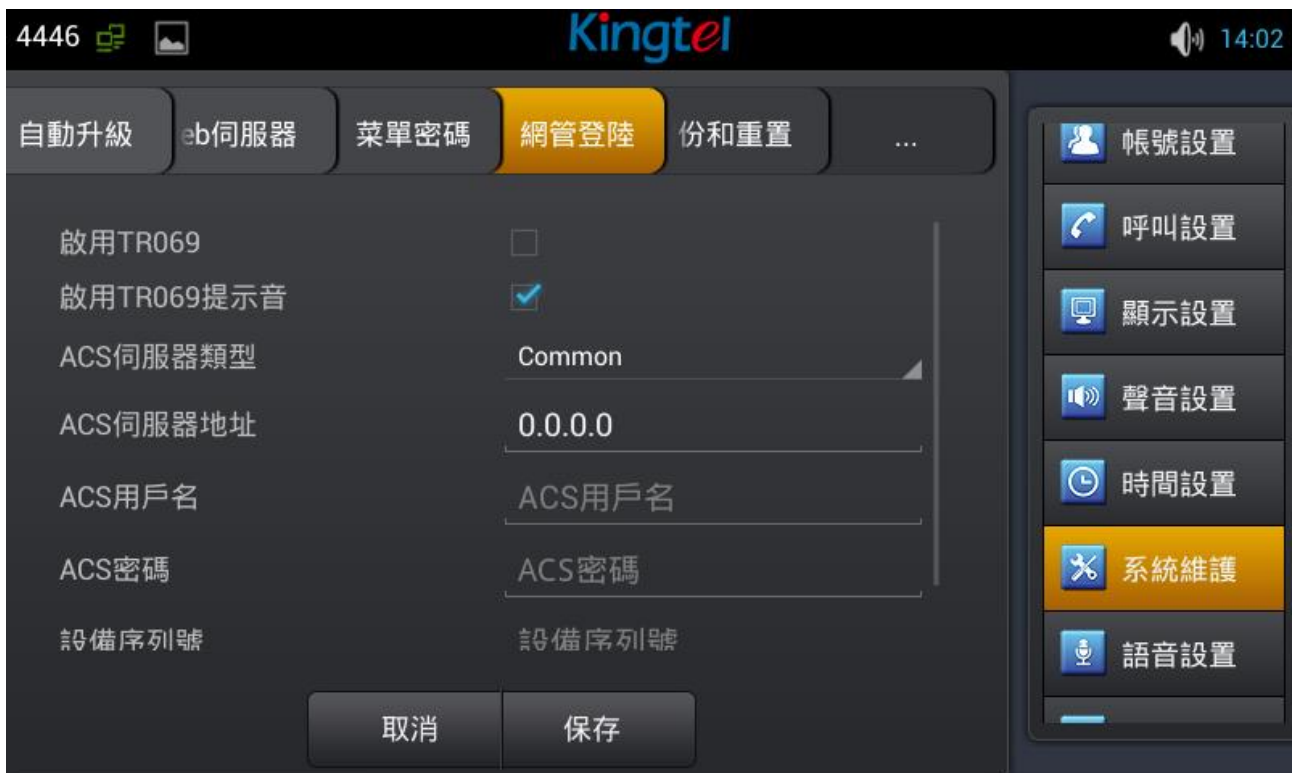 4446 Kingtel 14:02
自動升級 eb伺服器 菜單密碼 網管登陸 份和重置 ...
啟用TR069
啟用TR069提示音
ACS伺服器類型 Common
ACS伺服器地址 0.0.0.0
ACS用戶名 ACS用戶名
ACS密碼 ACS密碼
設備序列號 設備序列號
取消 保存
帳號設置
呼叫設置
顯示設置
聲音設置
時間設置
系統維護
語音設置